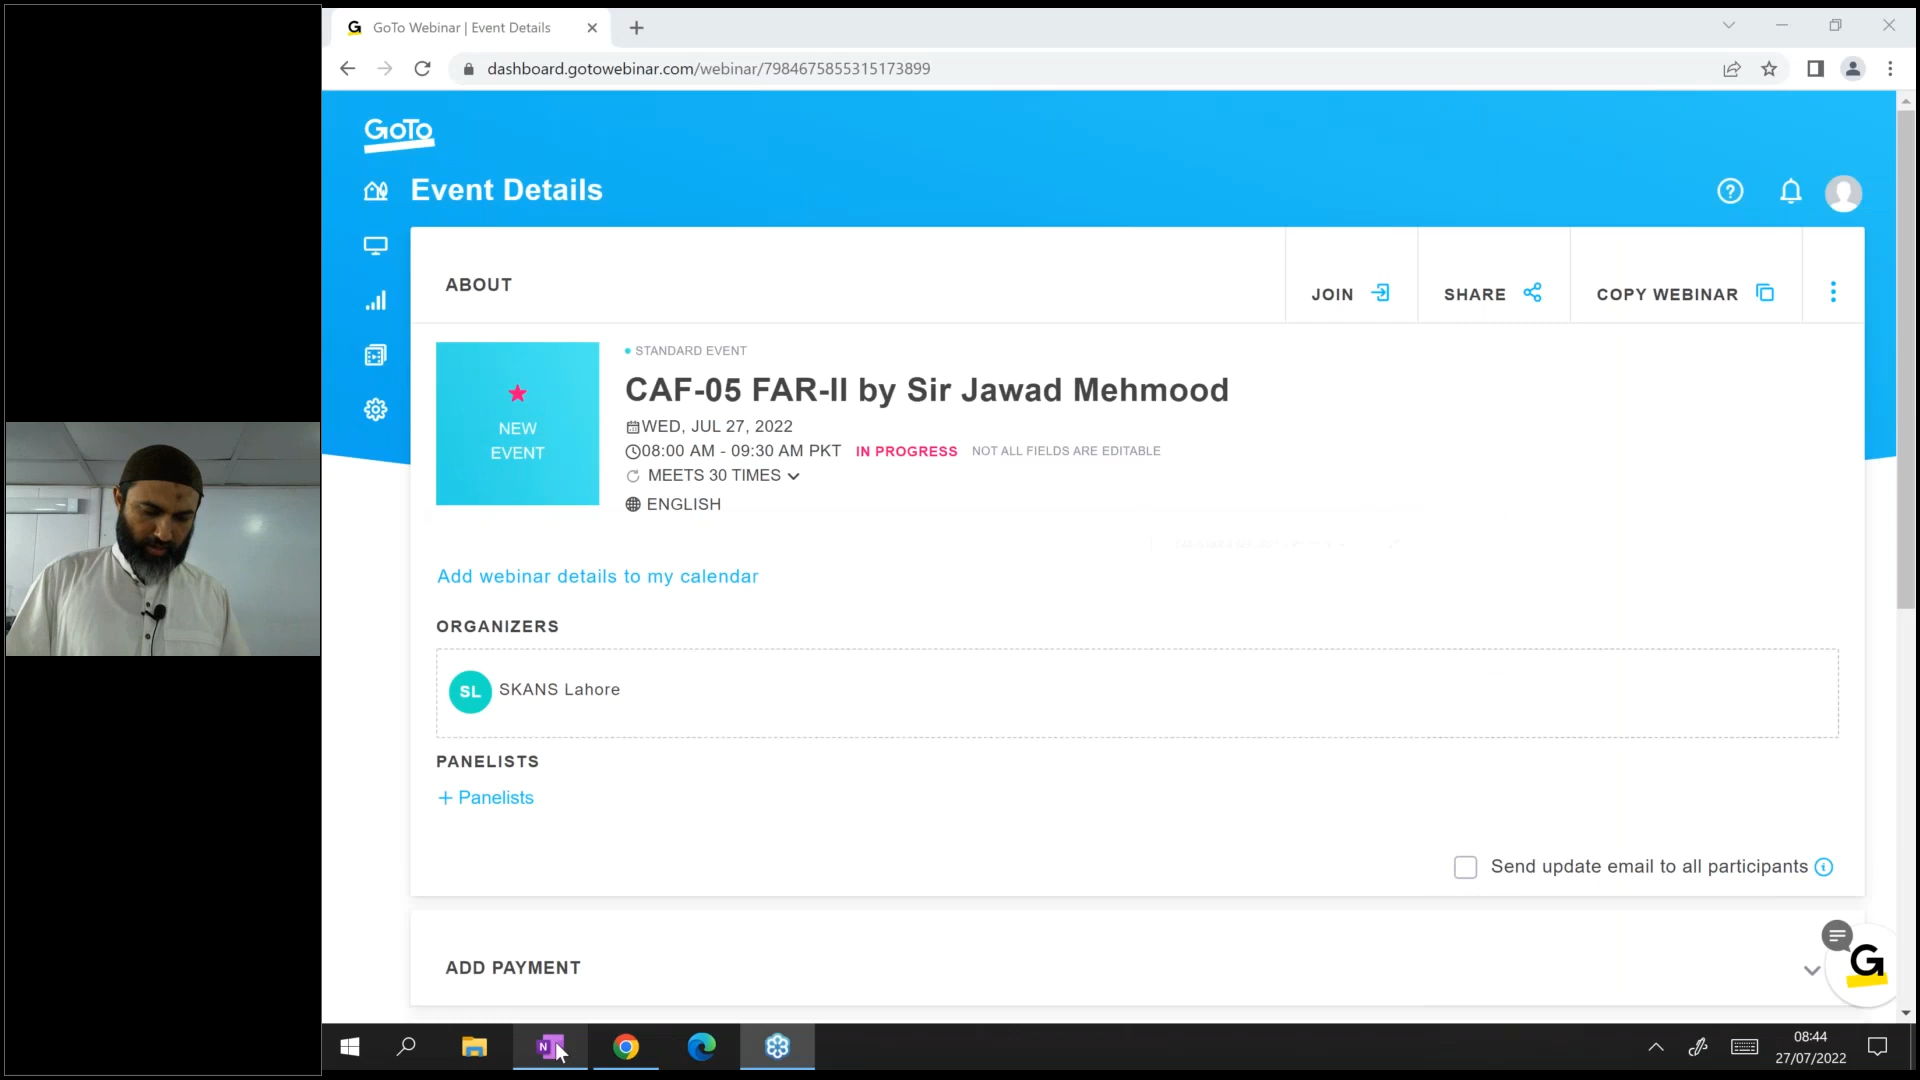 GoTo Webinar | Event Details
dashboard.gotowebinar.com/webinar/7984675855315173899
GoTo
Event Details
ABOUT
JOIN
SHARE
COPY WEBINAR
NEW
EVENT
STANDARD EVENT
CAF-05 FAR-II by Sir Jawad Mehmood
WED, JUL 27, 2022
08:00 AM - 09:30 AM PKT IN PROGRESS NOT ALL FIELDS ARE EDITABLE
MEETS 30 TIMES
ENGLISH
Add webinar details to my calendar
ORGANIZERS
SL SKANS Lahore
PANELISTS
+ Panelists
Send update email to all participants
ADD PAYMENT
G
N
08:44
27/07/2022